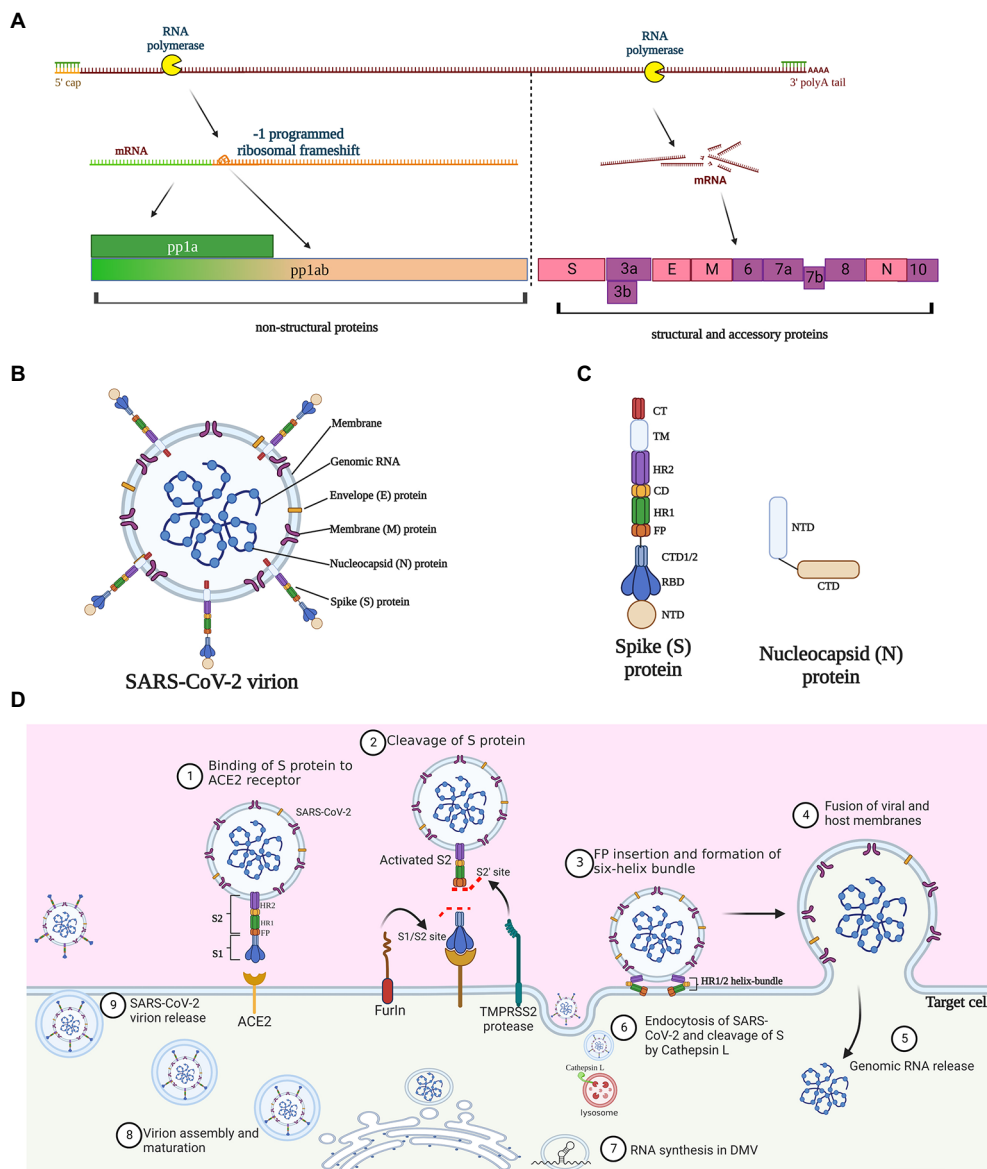 A
RNA
polymerase
RNA
polymerase
5' cap
3' polyA tail
AAAA
mRNA
-1 programmed
ribosomal frameshift
mRNA
pp1a
pp1ab
S
3a
3b
E
M
6
7a
7b
8
N
10
non-structural proteins
structural and accessory proteins
B
Membrane
Genomic RNA
Envelope (E) protein
Membrane (M) protein
Nucleocapsid (N) protein
Spike (S) protein
SARS-CoV-2 virion
C
CT
TM
HR2
CD
HR1
FP
CTD1/2
RBD
NTD
Spike (S)
protein
NTD
CTD
Nucleocapsid (N)
protein
D
1
Binding of S protein to
ACE2 receptor
SARS-CoV-2
HR2
S2
HR1
FP
S1
ACE2
2
Cleavage of S protein
Activated S2
S2' site
S1/S2 site
FurIn
TMPRSS2
protease
3
FP insertion and formation of
six-helix bundle
HR1/2 helix-bundle
4
Fusion of viral and
host membranes
Target cel
5
Genomic RNA release
6
Endocytosis of SARS-
CoV-2 and cleavage of S
by Cathepsin L
Cathepsin L
lysosome
7
RNA synthesis in DMV
8
Virion assembly and
maturation
9
SARS-CoV-2
virion release